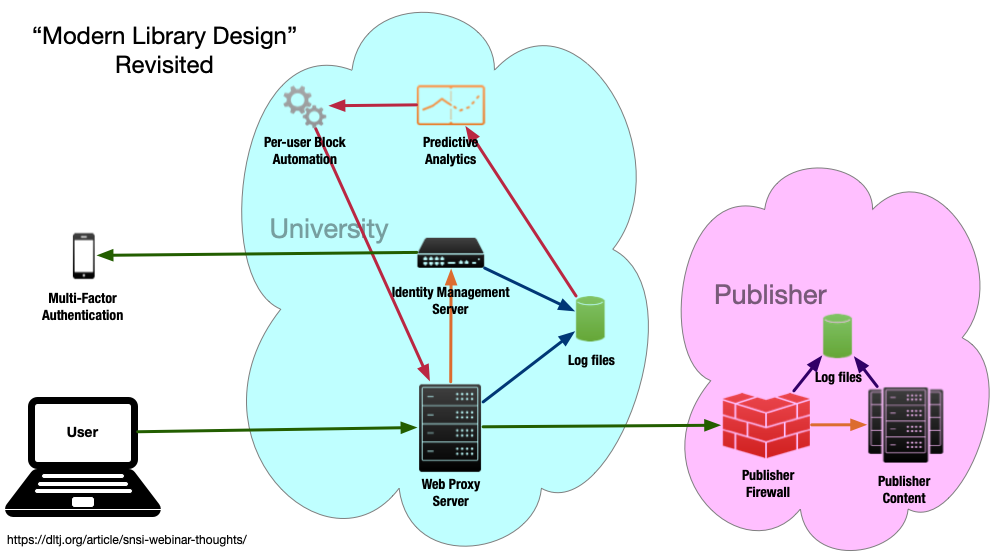 “Modern Library Design”
Revisited
Per-user Block
Automation
Predictive
Analytics
University
Multi-Factor
Authentication
Identity Management
Server
Log files
Publisher
Log files
User
Web Proxy
Server
Publisher
Firewall
Publisher
Content
https://dltj.org/article/snsi-webinar-thoughts/